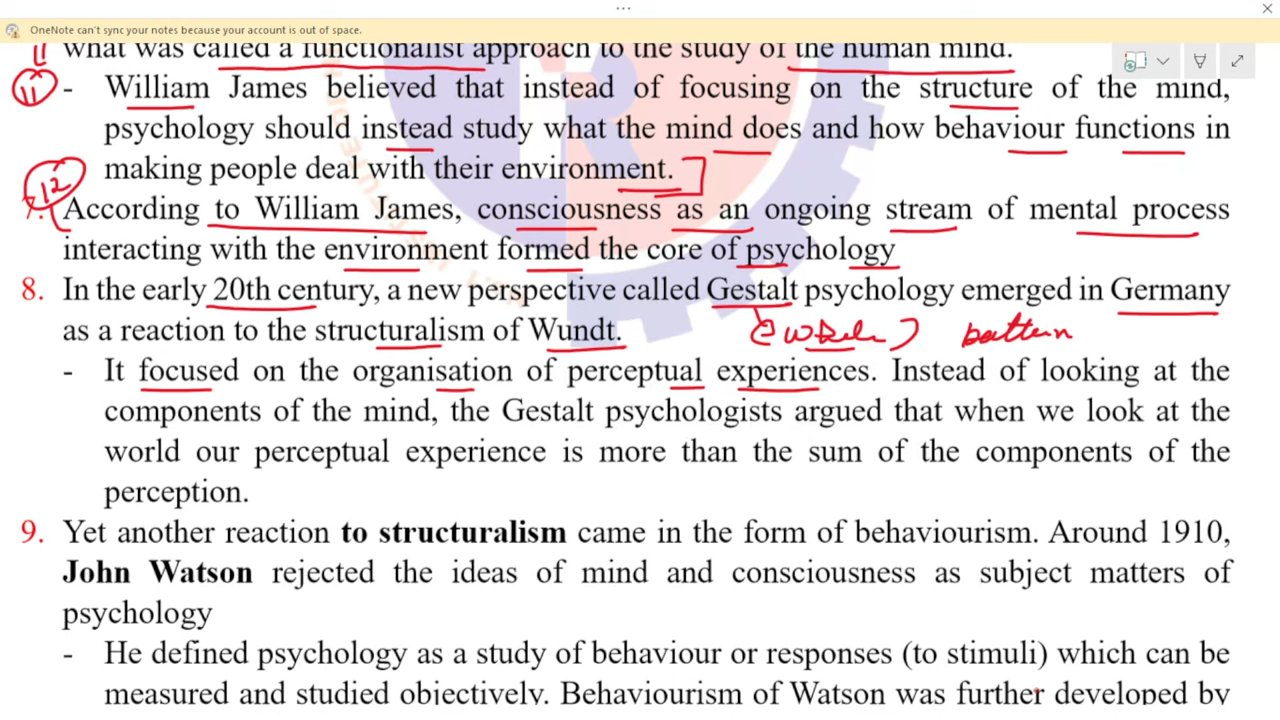 OneNote can't sync your notes because your account is out of space.
what was called a functionalist approach to the study of the human mind.
11 - William James believed that instead of focusing on the structure of the mind,
psychology should instead study what the mind does and how behaviour functions in
making people deal with their environment.
12
7. According to William James, consciousness as an ongoing stream of mental process
interacting with the environment formed the core of psychology
8. In the early 20th century, a new perspective called Gestalt psychology emerged in Germany
as a reaction to the structuralism of Wundt. pattern
- It focused on the organisation of perceptual experiences. Instead of looking at the
components of the mind, the Gestalt psychologists argued that when we look at the
world our perceptual experience is more than the sum of the components of the
perception.
9. Yet another reaction to structuralism came in the form of behaviourism. Around 1910,
John Watson rejected the ideas of mind and consciousness as subject matters of
psychology
- He defined psychology as a study of behaviour or responses (to stimuli) which can be
measured and studied objectively. Behaviourism of Watson was further developed by